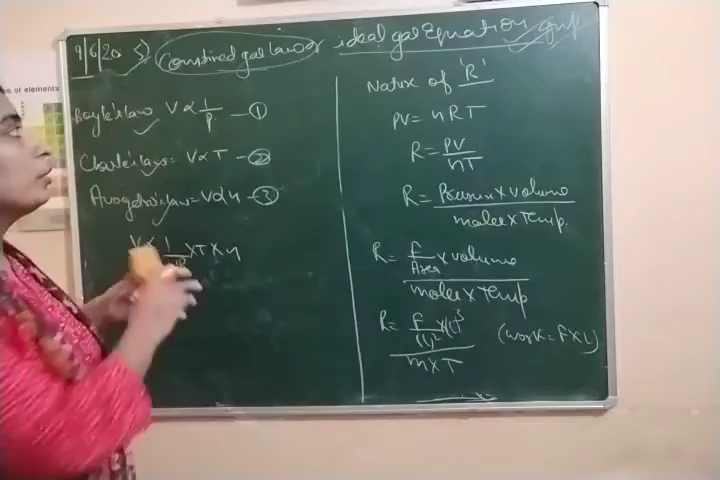 9/6/20 5) Combined gas law or ideal gas Equation imp
e of elements
Boyle's law V ∝ 1/P — ①
Charle's law = V ∝ T — ②
Avogadro's law = V ∝ n — ③
V ∝ 1/P × T × n
Nature of 'R'
PV = nRT
R = PV/nT
R = Pressure × volume / moles × Temp.
R = F/Area × volume / moles × Temp
R = F/(L)² × (L)³ / m × T (work = F × L)